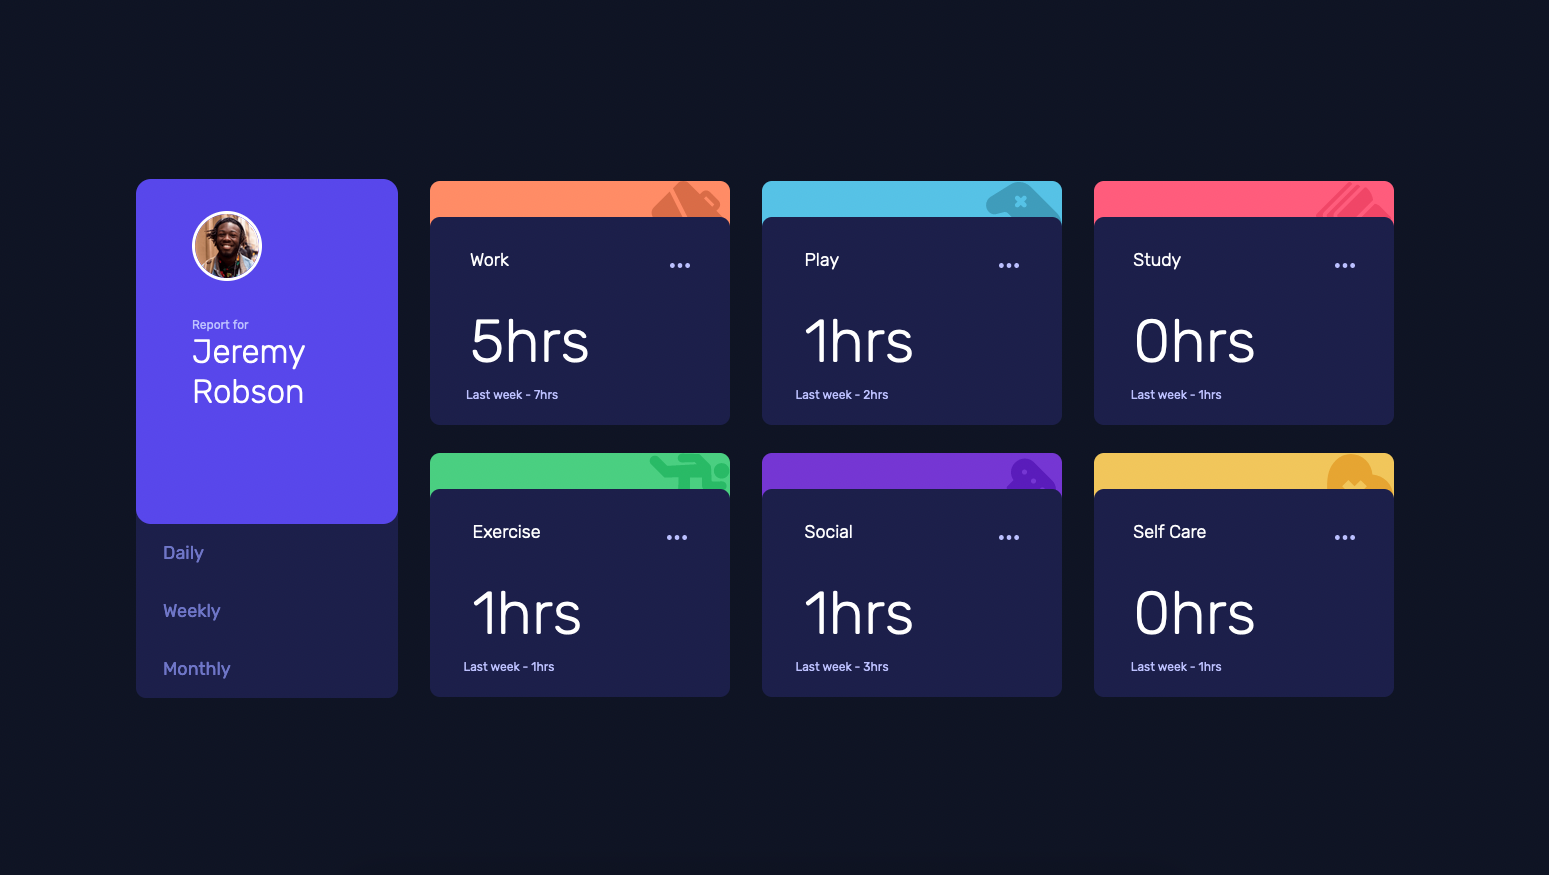 Report for
Jeremy
Robson
Daily
Weekly
Monthly
Work
5hrs
Last week - 7hrs
Play
1hrs
Last week - 2hrs
Study
0hrs
Last week - 1hrs
Exercise
1hrs
Last week - 1hrs
Social
1hrs
Last week - 3hrs
Self Care
0hrs
Last week - 1hrs